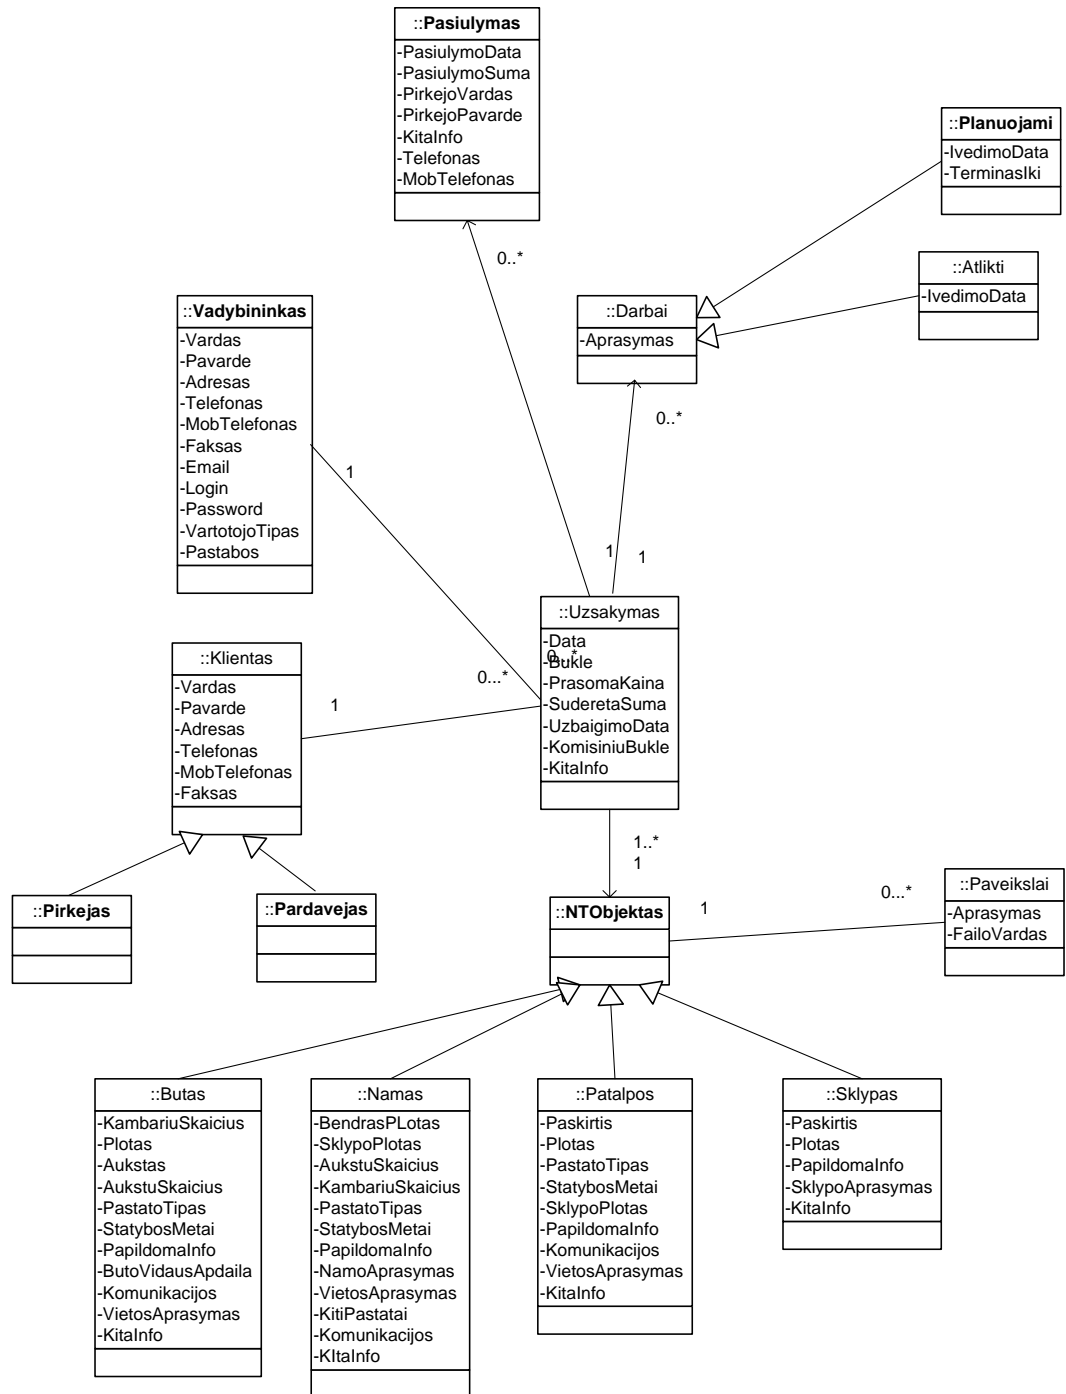 ::Pasiulymas
-PasiulymoData
-PasiulymoSuma
-PirkejoVardas
-PirkejoPavarde
-KitaInfo
-Telefonas
-MobTelefonas
::Planuojami
-IvedimoData
-TerminasIki
0..*
::Atlikti
-IvedimoData
::Vadybininkas
-Vardas
-Pavarde
-Adresas
-Telefonas
-MobTelefonas
-Faksas
-Email
-Login
-Password
-VartotojoTipas
-Pastabos
::Darbai
-Aprasymas
0..*
1
1
1
::Uzsakymas
-Data
-Bukle
-PrasomaKaina
-SuderetaSuma
-UzbaigimoData
-KomisiniuBukle
-KitaInfo
0...*
0...*
::Klientas
-Vardas
-Pavarde
-Adresas
-Telefonas
-MobTelefonas
-Faksas
1
1..*
1
::Pirkejas
::Pardavejas
::NTObjektas
1
0...*
::Paveikslai
-Aprasymas
-FailoVardas
::Butas
-KambariuSkaicius
-Plotas
-Aukstas
-AukstuSkaicius
-PastatoTipas
-StatybosMetai
-PapildomaInfo
-ButoVidausApdaila
-Komunikacijos
-VietosAprasymas
-KitaInfo
::Namas
-BendrasPLotas
-SklypoPlotas
-AukstuSkaicius
-KambariuSkaicius
-PastatoTipas
-StatybosMetai
-PapildomaInfo
-NamoAprasymas
-VietosAprasymas
-KitiPastatai
-Komunikacijos
-KItaInfo
::Patalpos
-Paskirtis
-Plotas
-PastatoTipas
-StatybosMetai
-SklypoPlotas
-PapildomaInfo
-Komunikacijos
-VietosAprasymas
-KitaInfo
::Sklypas
-Paskirtis
-Plotas
-PapildomaInfo
-SklypoAprasymas
-KitaInfo